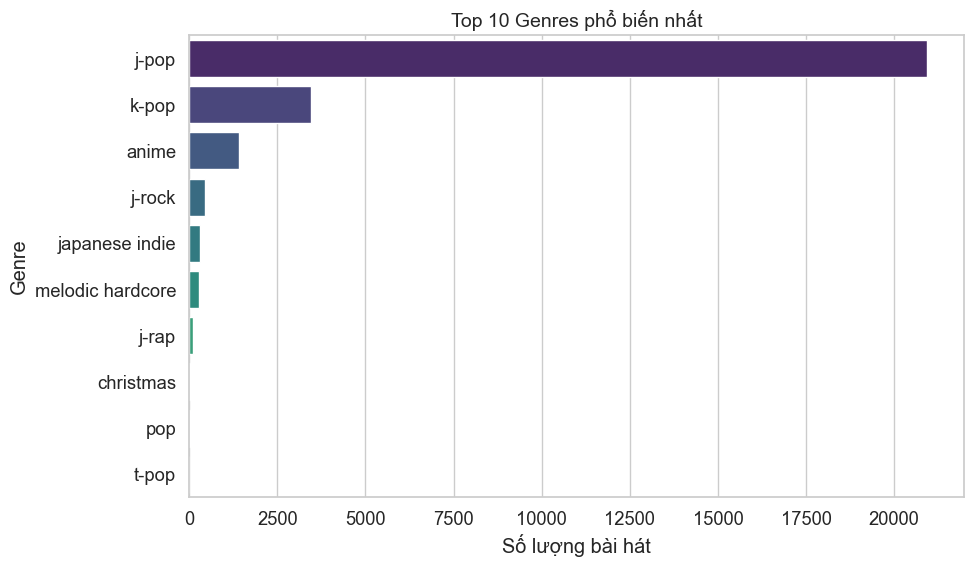 Top 10 Genres phổ biến nhất
Genre
j-pop
k-pop
anime
j-rock
japanese indie
melodic hardcore
j-rap
christmas
pop
t-pop
0 2500 5000 7500 10000 12500 15000 17500 20000
Số lượng bài hát